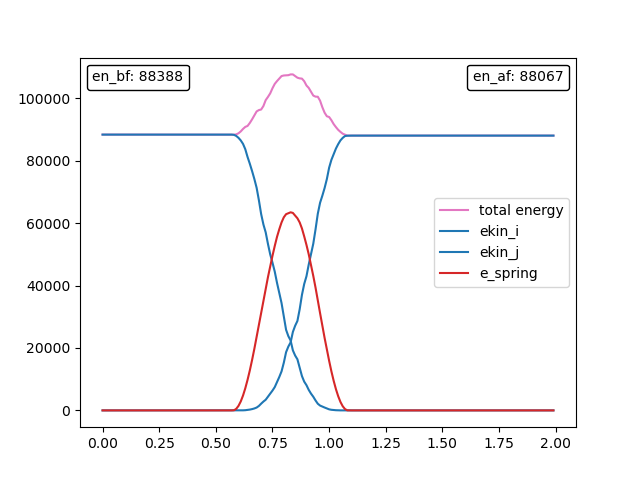 en_bf: 88388
en_af: 88067
100000
80000
60000
40000
20000
0
total energy
ekin_i
ekin_j
e_spring
0.00 0.25 0.50 0.75 1.00 1.25 1.50 1.75 2.00